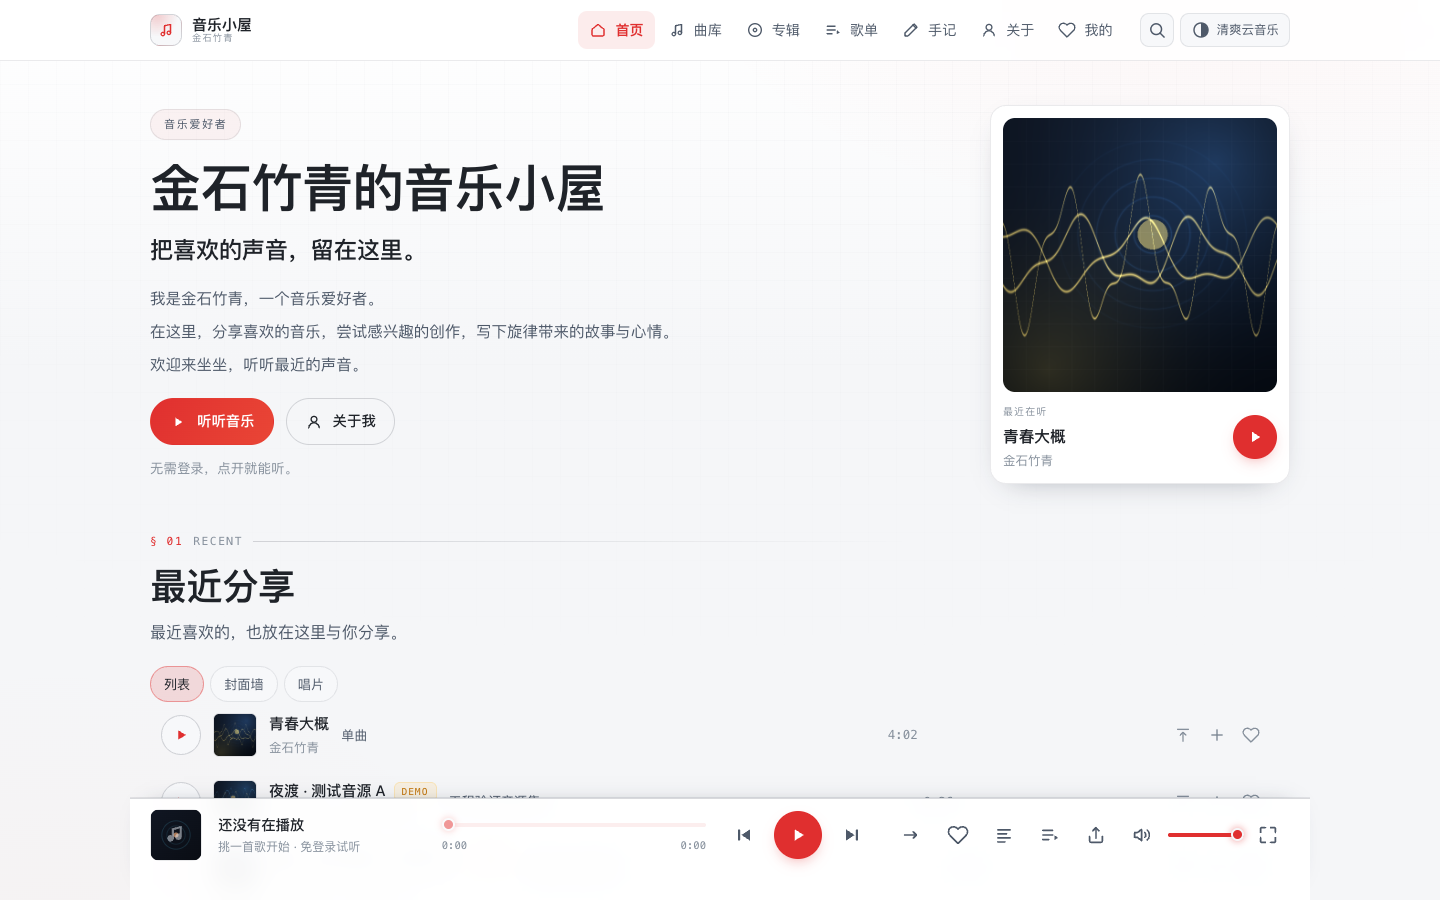 音乐小屋
金石竹青
首页
曲库
专辑
歌单
手记
关于
我的
清爽云音乐
音乐爱好者
金石竹青的音乐小屋
把喜欢的声音，留在这里。
我是金石竹青，一个音乐爱好者。
在这里，分享喜欢的音乐，尝试感兴趣的创作，写下旋律带来的故事与心情。
欢迎来坐坐，听听最近的声音。
听听音乐
关于我
无需登录，点开就能听。
最近在听
青春大概
金石竹青
§ 01 RECENT
最近分享
最近喜欢的，也放在这里与你分享。
列表
封面墙
唱片
青春大概
金石竹青
单曲
4:02
夜渡 · 测试音源 A
DEMO
还没有在播放
挑一首歌开始 · 免登录试听
0:00
0:00